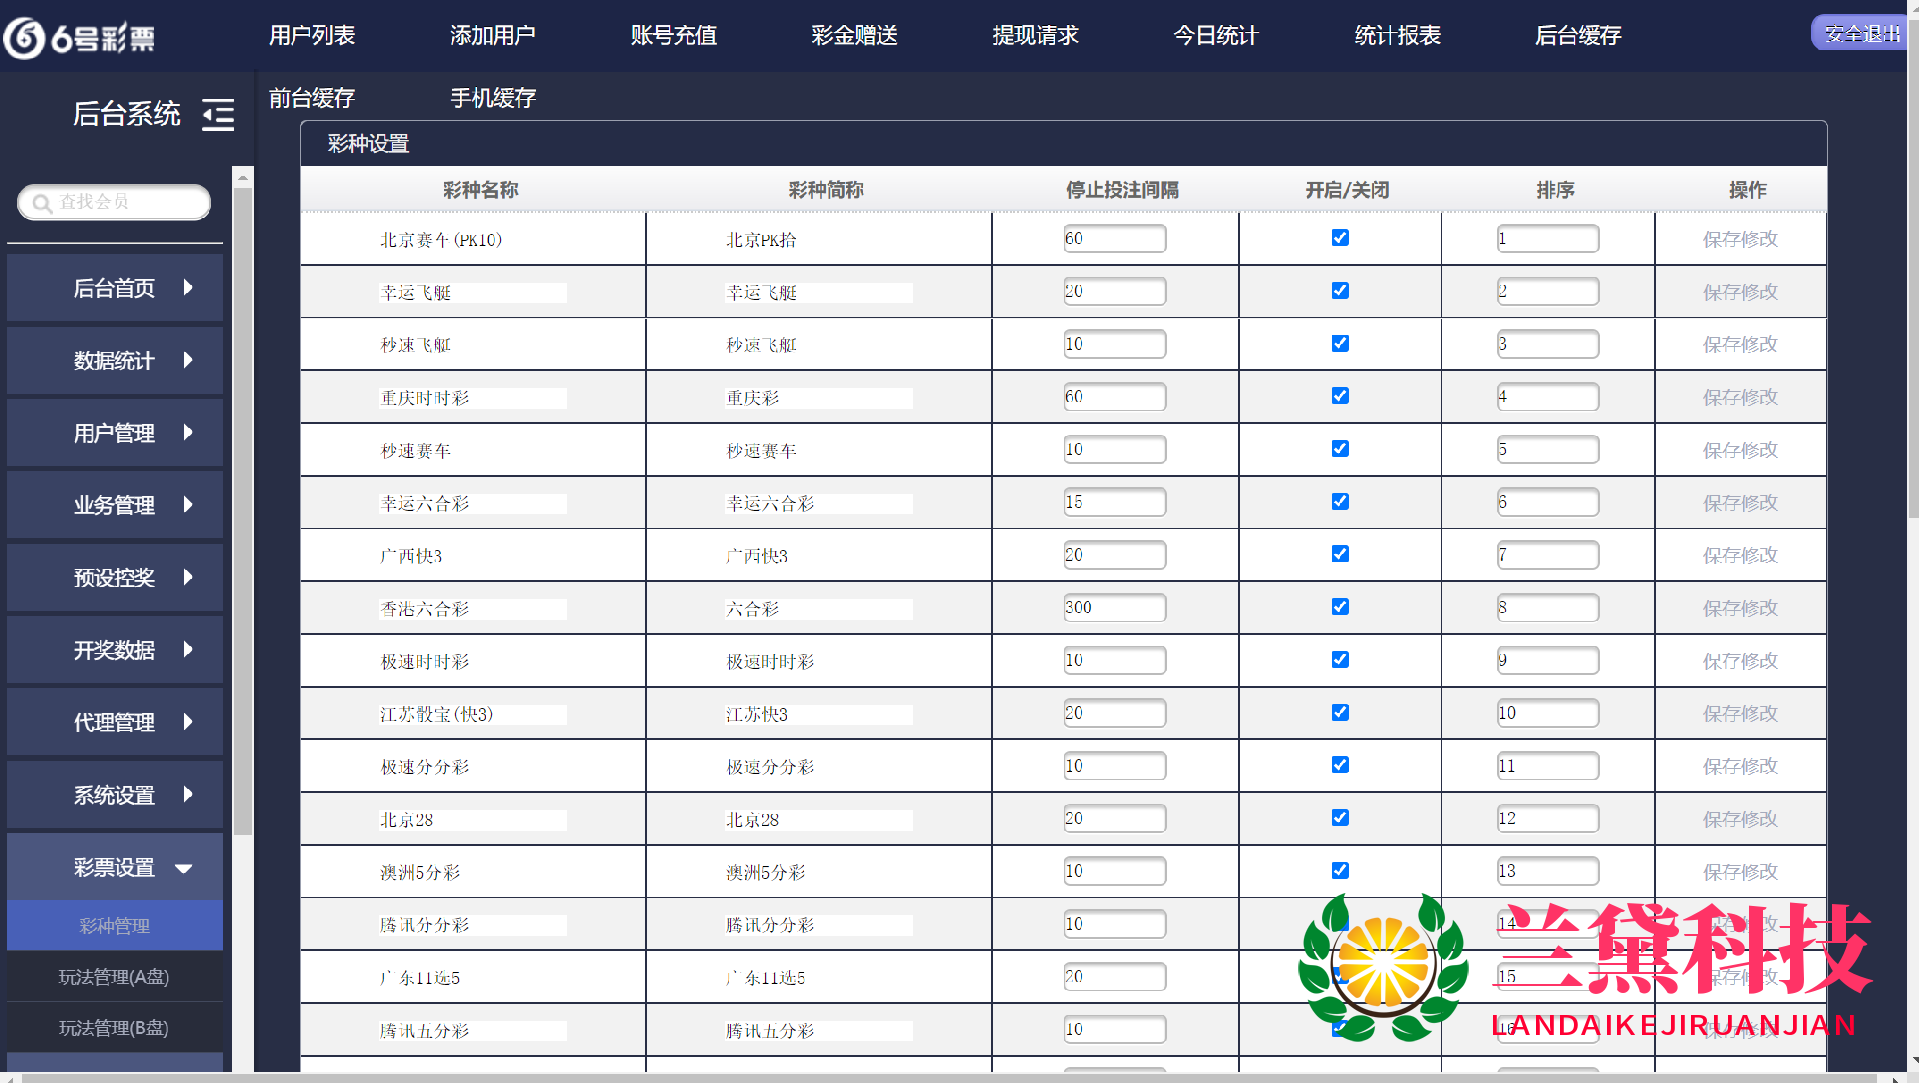 6号彩票 用户列表 添加用户 账号充值 彩金赠送 提现请求 今日统计 统计报表 后台缓存 安全退出
后台系统 前台缓存 手机缓存
彩种设置
查找会员
彩种名称 彩种简称 停止投注间隔 开启/关闭 排序 操作
北京赛车(PK10) 北京PK拾 60 1 保存修改
幸运飞艇 幸运飞艇 20 2 保存修改
秒速飞艇 秒速飞艇 10 3 保存修改
重庆时时彩 重庆彩 60 4 保存修改
秒速赛车 秒速赛车 10 5 保存修改
幸运六合彩 幸运六合彩 15 6 保存修改
广西快3 广西快3 20 7 保存修改
香港六合彩 六合彩 300 8 保存修改
极速时时彩 极速时时彩 10 9 保存修改
江苏骰宝(快3) 江苏快3 20 10 保存修改
极速分分彩 极速分分彩 10 11 保存修改
北京28 北京28 20 12 保存修改
澳洲5分彩 澳洲5分彩 10 13 保存修改
腾讯分分彩 腾讯分分彩 10 14 保存修改
广东11选5 广东11选5 20 15 保存修改
腾讯五分彩 腾讯五分彩 10 16 保存修改
后台首页
数据统计
用户管理
业务管理
预设控奖
开奖数据
代理管理
系统设置
彩票设置
彩种管理
玩法管理(A盘)
玩法管理(B盘)
兰黛科技
LANDAIKEJIRUANJIAN